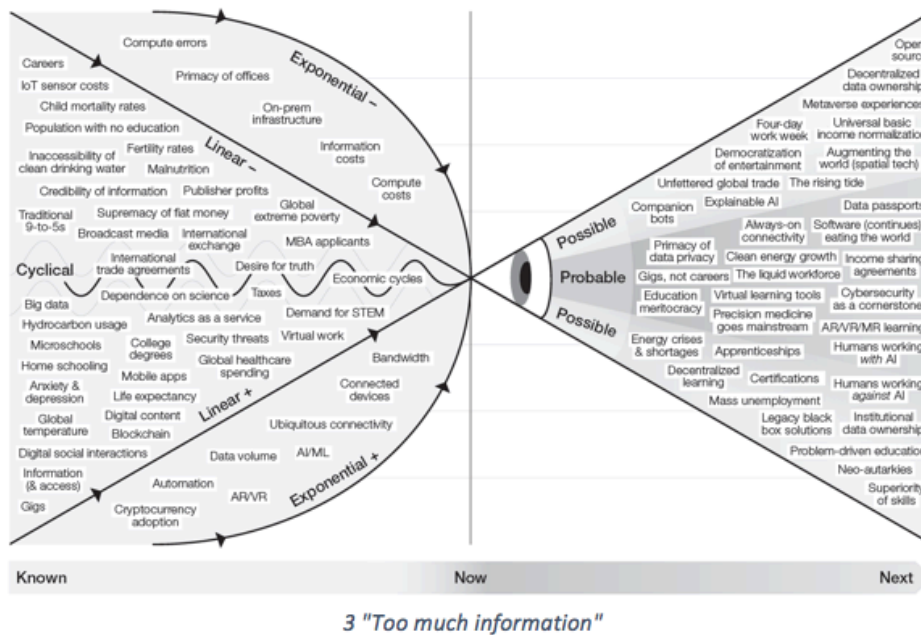 Compute errors
Careers
Primacy of offices
Exponential –
IoT sensor costs
Child mortality rates
On-prem
infrastructure
Population with no education
Linear –
Fertility rates
Information
costs
Inaccessibility of
clean drinking water
Malnutrition
Credibility of information
Publisher profits
Compute
costs
Traditional
9-to-5s
Supremacy of fiat money
Global
extreme poverty
Broadcast media
International
exchange
MBA applicants
Cyclical
International
trade agreements
Desire for truth
Economic cycles
Dependence on science
Taxes
Big data
Analytics as a service
Demand for STEM
Hydrocarbon usage
Security threats
Virtual work
Microschools
College
degrees
Global healthcare
spending
Bandwidth
Home schooling
Mobile apps
Anxiety &
depression
Life expectancy
Linear +
Connected
devices
Global
temperature
Digital content
Blockchain
Ubiquitous connectivity
Digital social interactions
Data volume
AI/ML
Information
(& access)
Automation
AR/VR
Exponential +
Gigs
Cryptocurrency
adoption
Possible
Probable
Possible
Open
source
Decentralized
data ownership
Metaverse experiences
Four-day
work week
Universal basic
income normalization
Democratization
of entertainment
Augmenting the
world (spatial tech)
Unfettered global trade
The rising tide
Companion
bots
Explainable AI
Data passports
Always-on
connectivity
Software (continues)
eating the world
Primacy of
data privacy
Clean energy growth
Income sharing
agreements
Gigs, not careers
The liquid workforce
Education
meritocracy
Virtual learning tools
Cybersecurity
as a cornerstone
Precision medicine
goes mainstream
AR/VR/MR learning
Energy crises
& shortages
Apprenticeships
Humans working
with AI
Decentralized
learning
Certifications
Humans working
against AI
Mass unemployment
Legacy black
box solutions
Institutional
data ownership
Problem-driven education
Neo-autarkies
Superiority
of skills
Known
Now
Next
3 "Too much information"